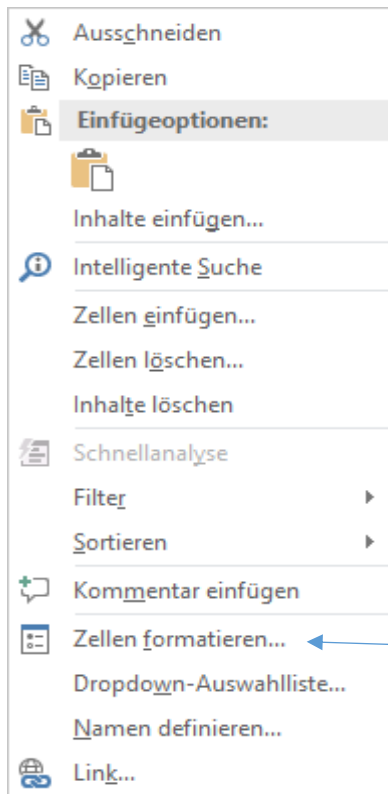 Ausschneiden
Kopieren
Einfügeoptionen:
Inhalte einfügen...
Intelligente Suche
Zellen einfügen...
Zellen löschen...
Inhalte löschen
Schnellanalyse
Filter
Sortieren
Kommentar einfügen
Zellen formatieren...
Dropdown-Auswahlliste...
Namen definieren...
Link...